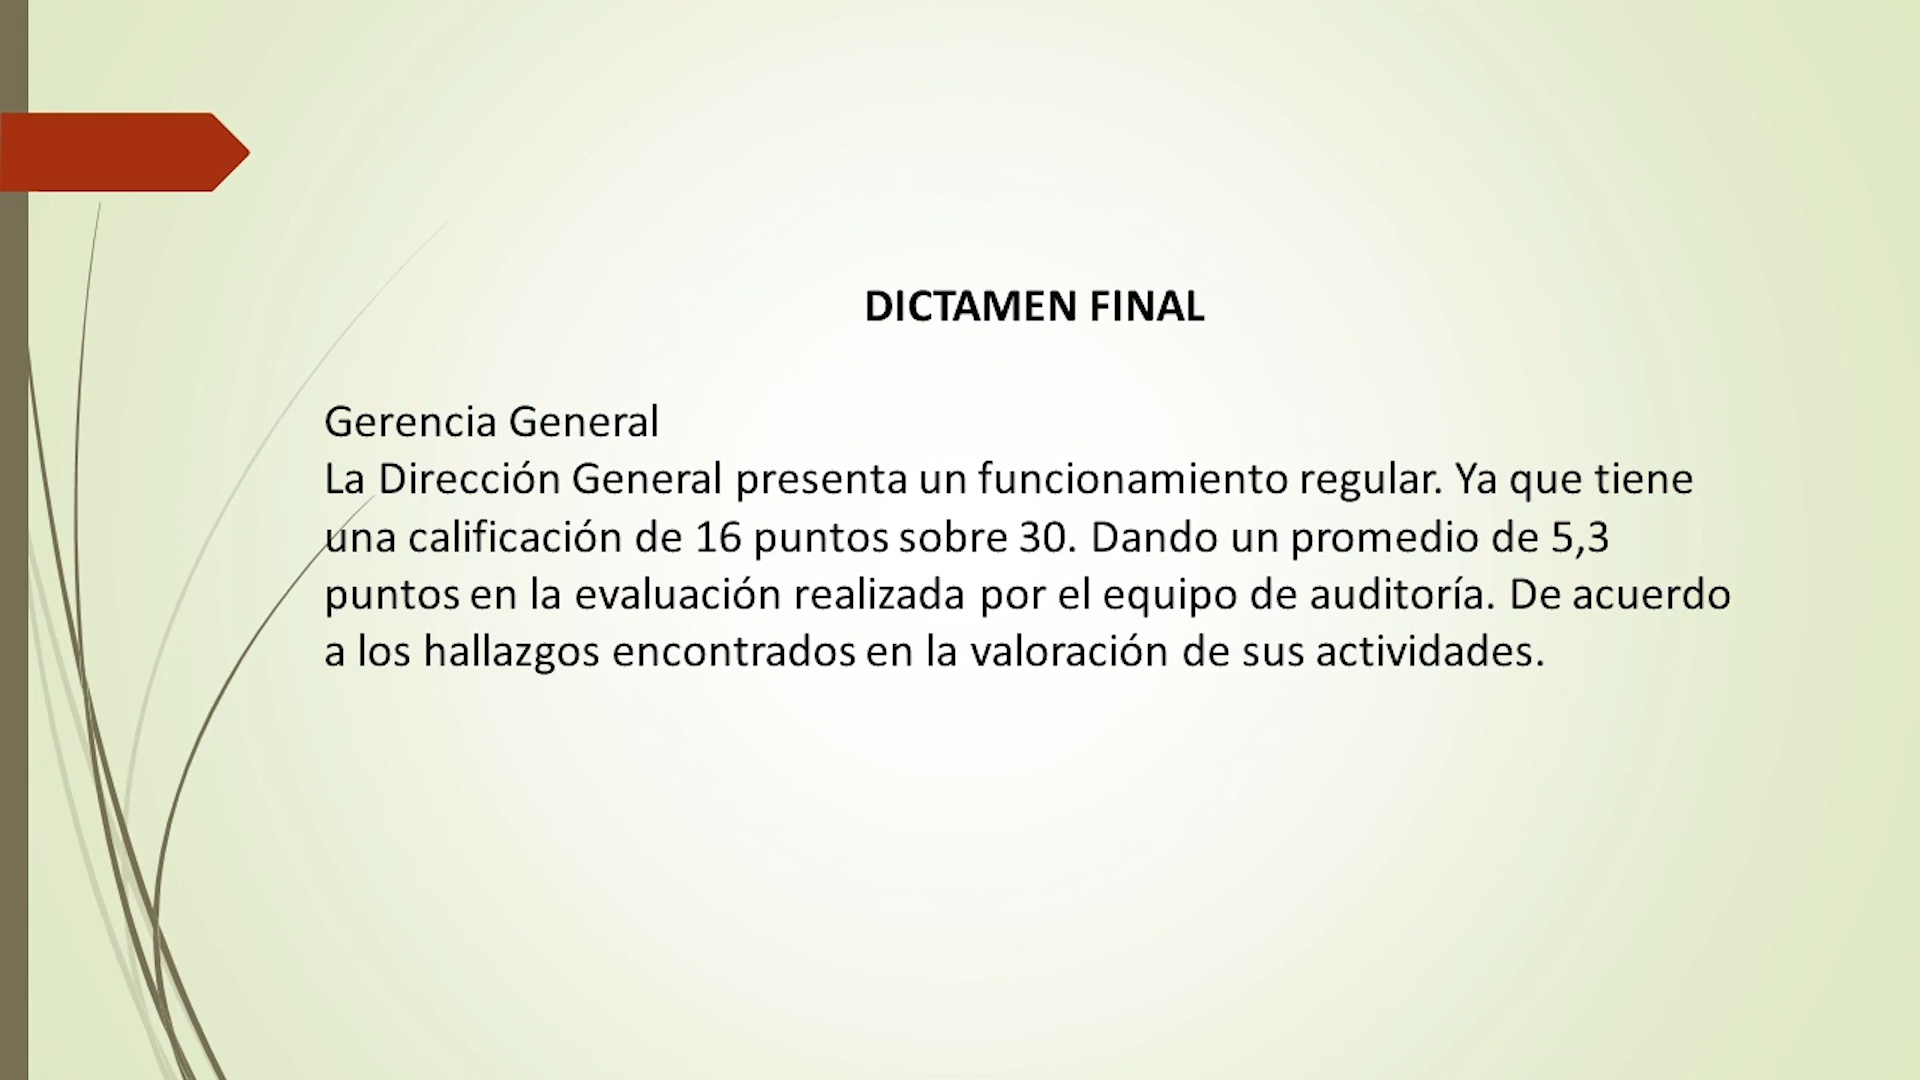 DICTAMEN FINAL
Gerencia General
La Dirección General presenta un funcionamiento regular. Ya que tiene
una calificación de 16 puntos sobre 30. Dando un promedio de 5,3
puntos en la evaluación realizada por el equipo de auditoría. De acuerdo
a los hallazgos encontrados en la valoración de sus actividades.